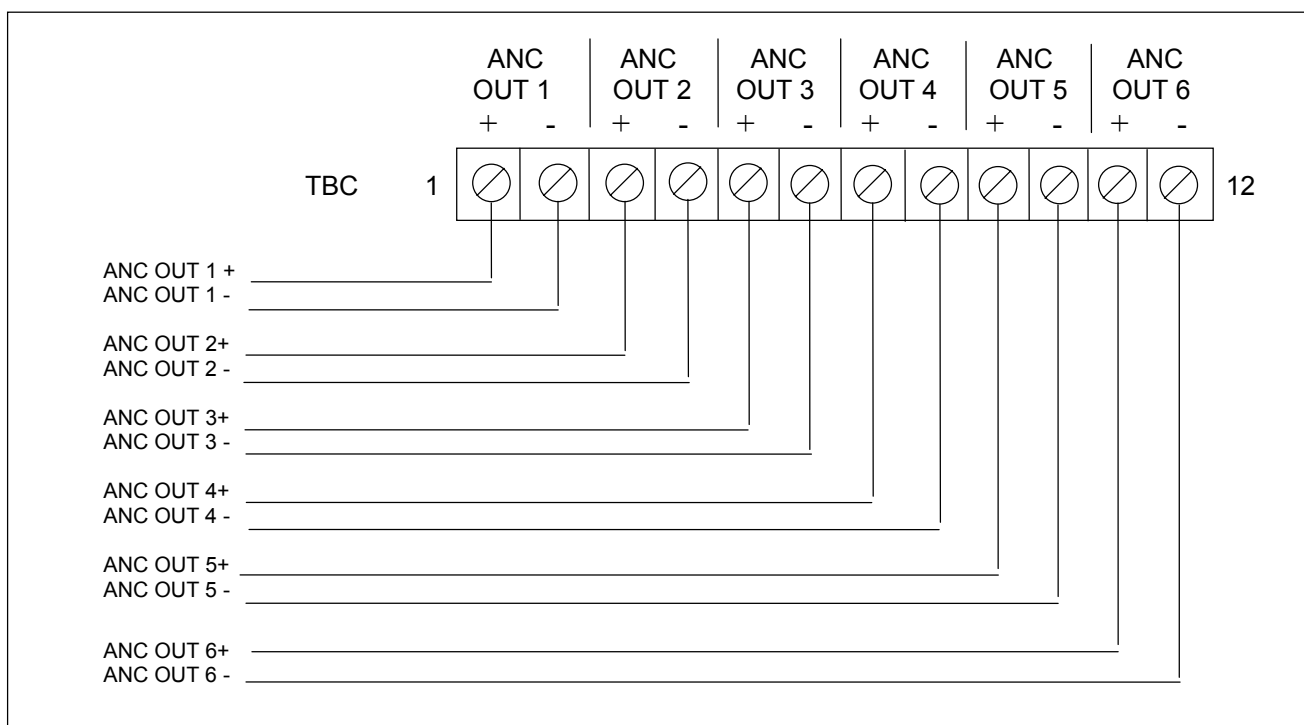 ANC OUT 1
ANC OUT 2
ANC OUT 3
ANC OUT 4
ANC OUT 5
ANC OUT 6
+ - + - + - + - + - + -
TBC 1 12
ANC OUT 1 +
ANC OUT 1 -
ANC OUT 2+
ANC OUT 2 -
ANC OUT 3+
ANC OUT 3 -
ANC OUT 4+
ANC OUT 4 -
ANC OUT 5+
ANC OUT 5 -
ANC OUT 6+
ANC OUT 6 -